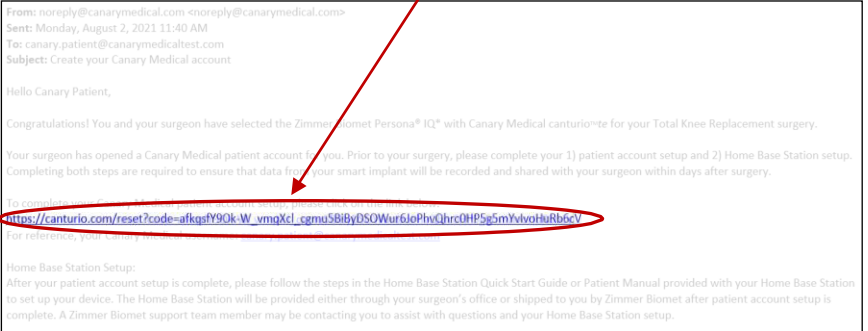 From: noreply@canarymedical.com <noreply@canarymedical.com>
Sent: Monday, August 2, 2021 11:40 AM
To: canary.patient@canarymedicaltest.com
Subject: Create your Canary Medical account
Hello Canary Patient,
Congratulations! You and your surgeon have selected the Zimmer Biomet Persona® IQ* with Canary Medical canturio™te for your Total Knee Replacement surgery.
Your surgeon has opened a Canary Medical patient account for you. Prior to your surgery, please complete your 1) patient account setup and 2) Home Base Station setup.
Completing both steps are required to ensure that data from your smart implant will be recorded and shared with your surgeon within days after surgery.
To complete your Canary Medical patient account setup, please click on the link below:
https://canturio.com/reset?code=afkqsfY9Ok-W_vmqXcl_cgmu5BiByDSOWur6JoPhvQhrc0HP5g5mYvlvoHuRb6cV
For reference, your Canary Medical
Home Base Station Setup:
After your patient account setup is complete, please follow the steps in the Home Base Station Quick Start Guide or Patient Manual provided with your Home Base Station
to set up your device. The Home Base Station will be provided either through your surgeon's office or shipped to you by Zimmer Biomet after patient account setup is
complete. A Zimmer Biomet support team member may be contacting you to assist with questions and your Home Base Station setup.